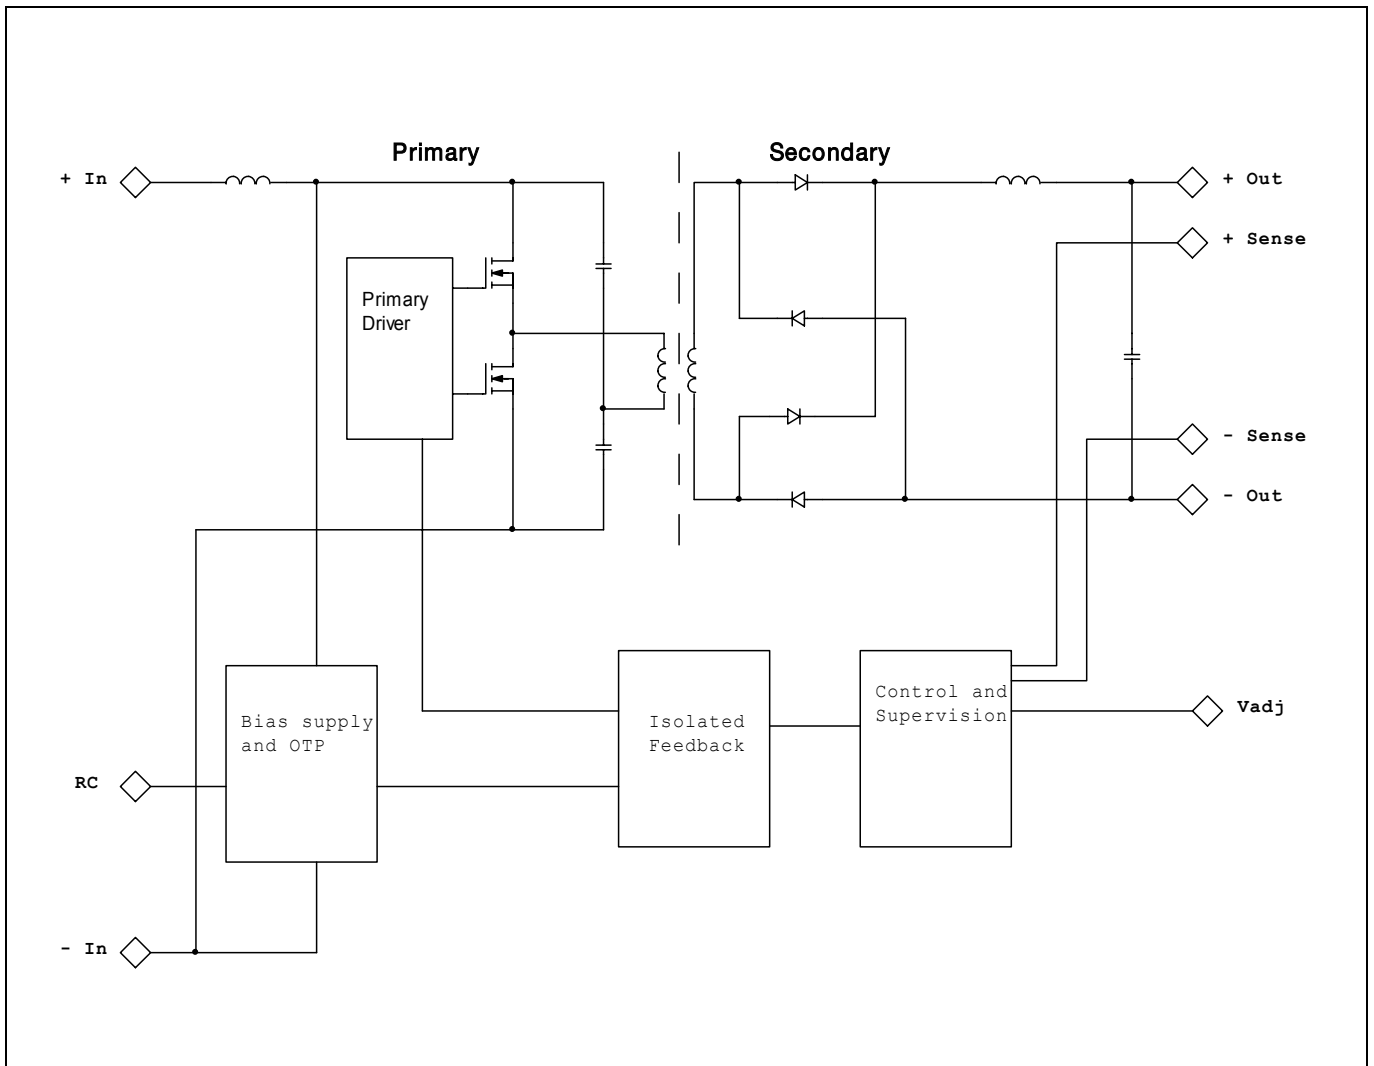 Primary
Secondary
+ In
+ Out
+ Sense
Primary
Driver
- Sense
- Out
Bias supply
and OTP
Isolated
Feedback
Control and
Supervision
Vadj
RC
- In